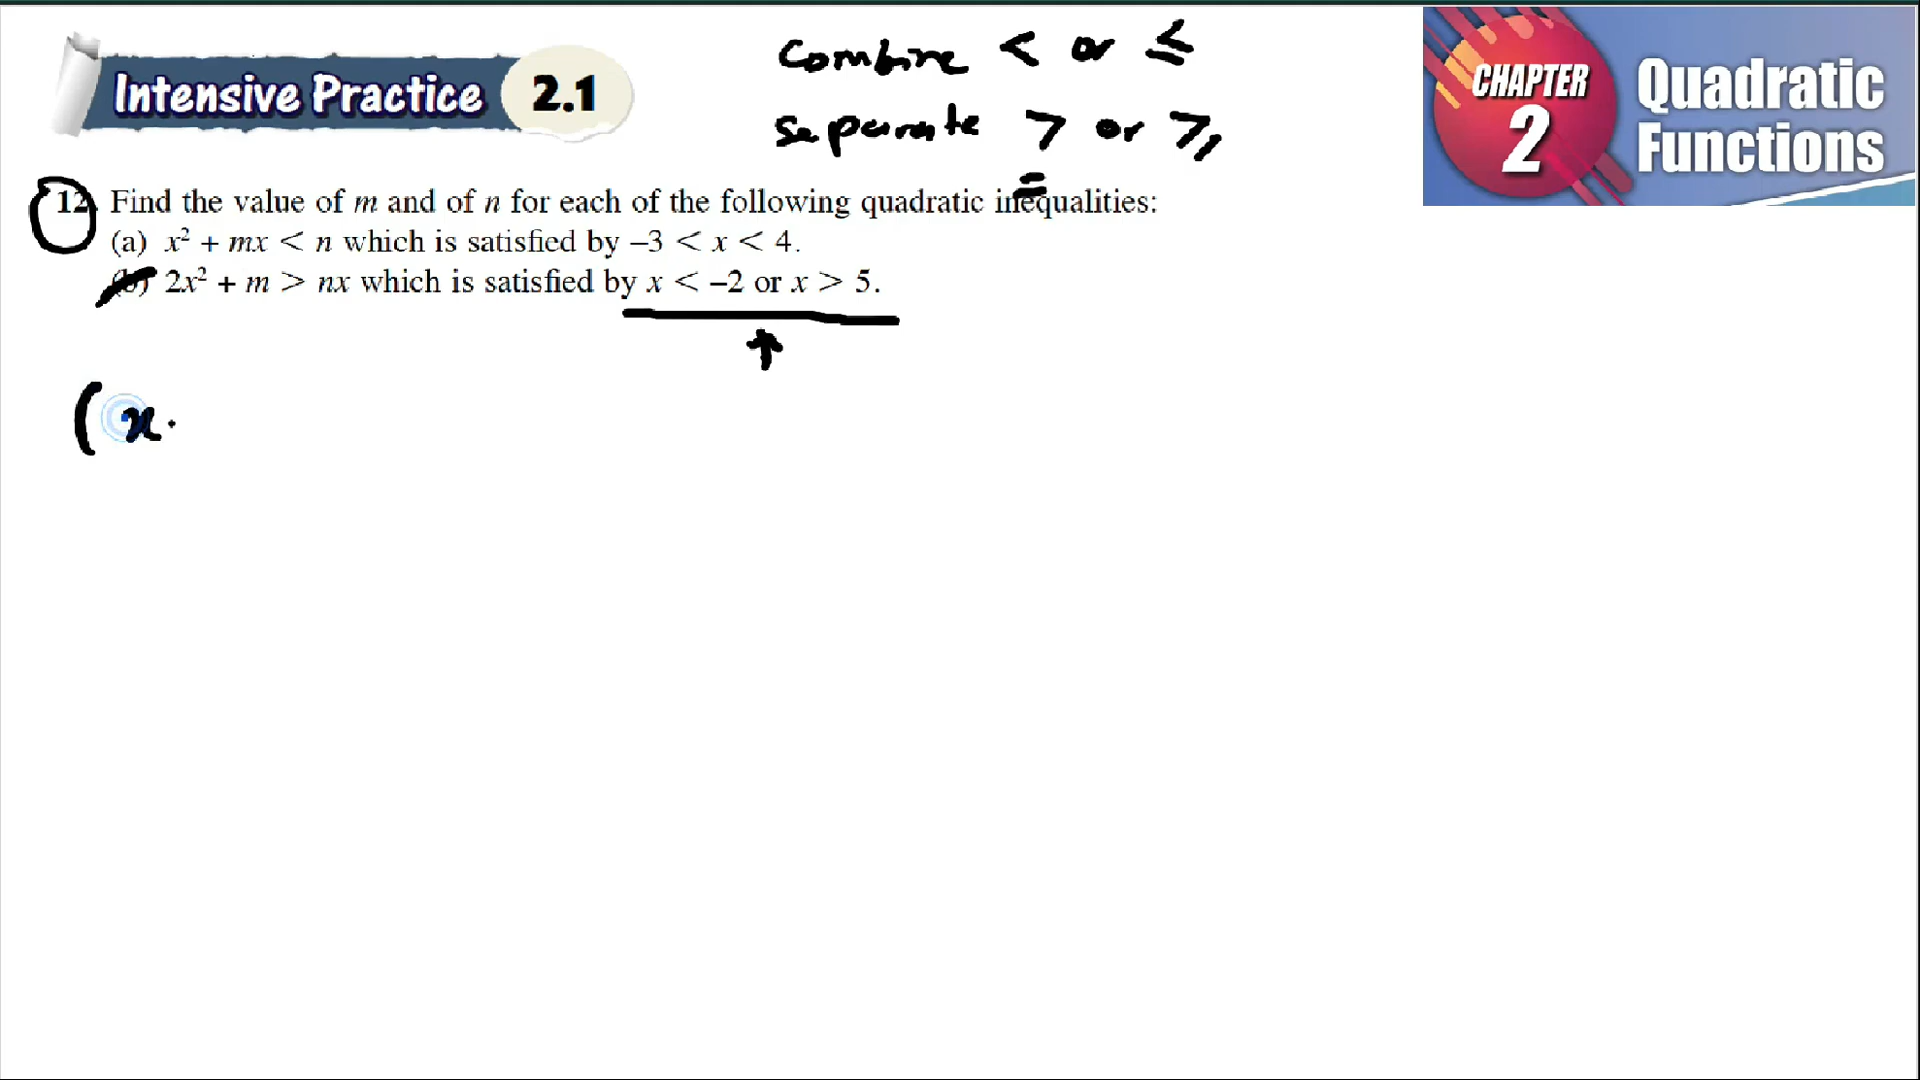 combine < or ≤
Intensive Practice 2.1
separate > or ≥
CHAPTER 2
Quadratic Functions
=
12. Find the value of m and of n for each of the following quadratic inequalities:
(a) x² + mx < n which is satisfied by –3 < x < 4.
(b) 2x² + m > nx which is satisfied by x < –2 or x > 5.
↑
( x